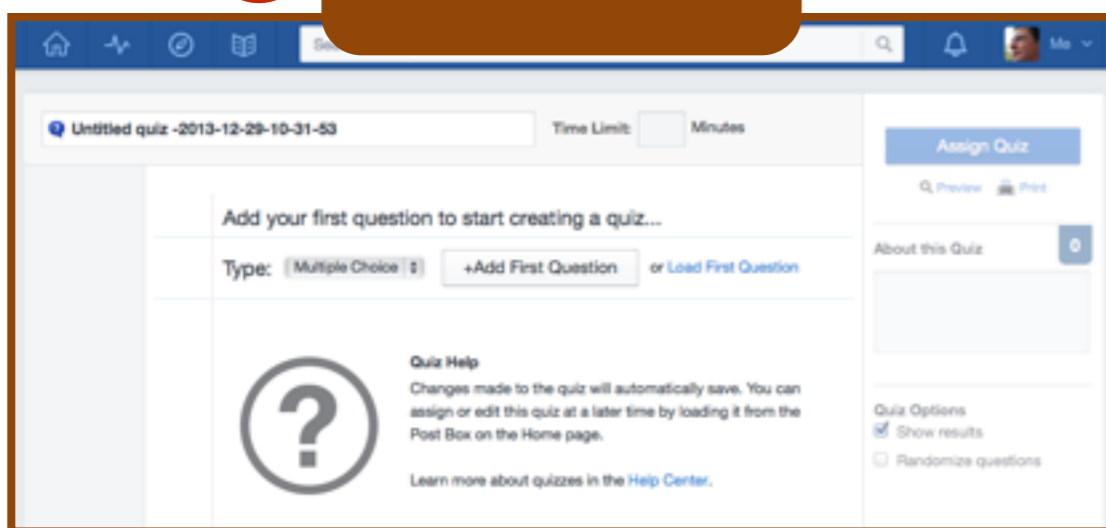 Me
Untitled quiz -2013-12-29-10-31-53
Time Limit: Minutes
Assign Quiz
Preview Print
Add your first question to start creating a quiz...
About this Quiz
0
Type: Multiple Choice +Add First Question or Load First Question
Quiz Help
Changes made to the quiz will automatically save. You can
assign or edit this quiz at a later time by loading it from the
Post Box on the Home page.
Learn more about quizzes in the Help Center.
Quiz Options
Show results
Randomize questions